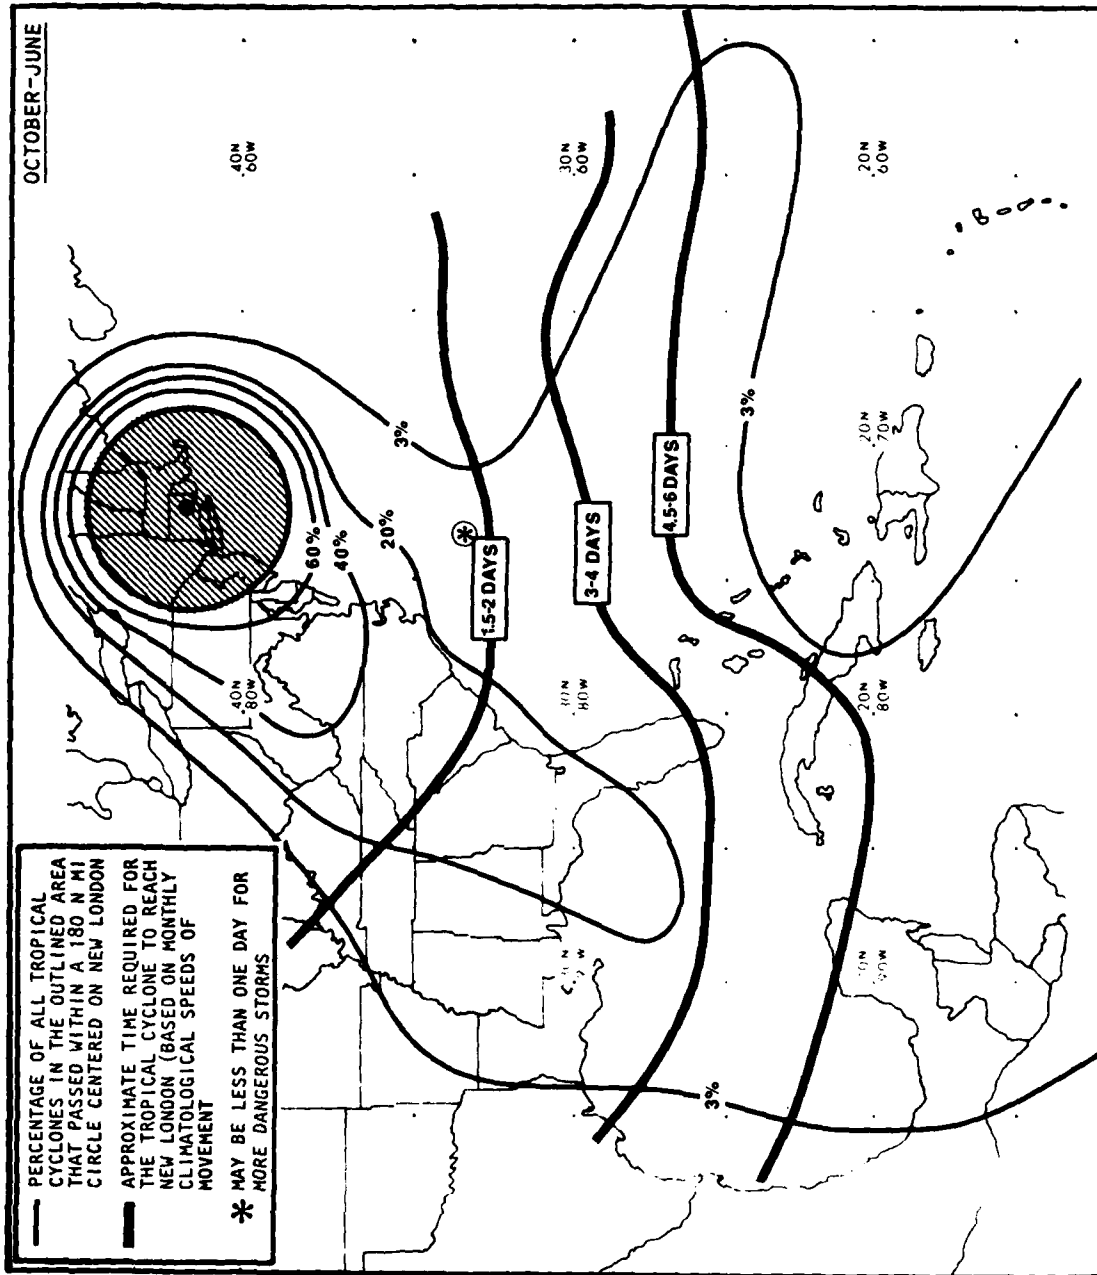 OCTOBER-JUNE
PERCENTAGE OF ALL TROPICAL
CYCLONES IN THE OUTLINED AREA
THAT PASSED WITHIN A 180 N MI
CIRCLE CENTERED ON NEW LONDON
APPROXIMATE TIME REQUIRED FOR
THE TROPICAL CYCLONE TO REACH
NEW LONDON (BASED ON MONTHLY
CLIMATOLOGICAL SPEEDS OF
MOVEMENT
* MAY BE LESS THAN ONE DAY FOR
MORE DANGEROUS STORMS
40N
80W
40N
60W
60%
40%
20%
3%
*
1.5-2 DAYS
30N
80W
30N
60W
3-4 DAYS
4.5-6 DAYS
3%
3%
20N
80W
20N
70W
20N
60W